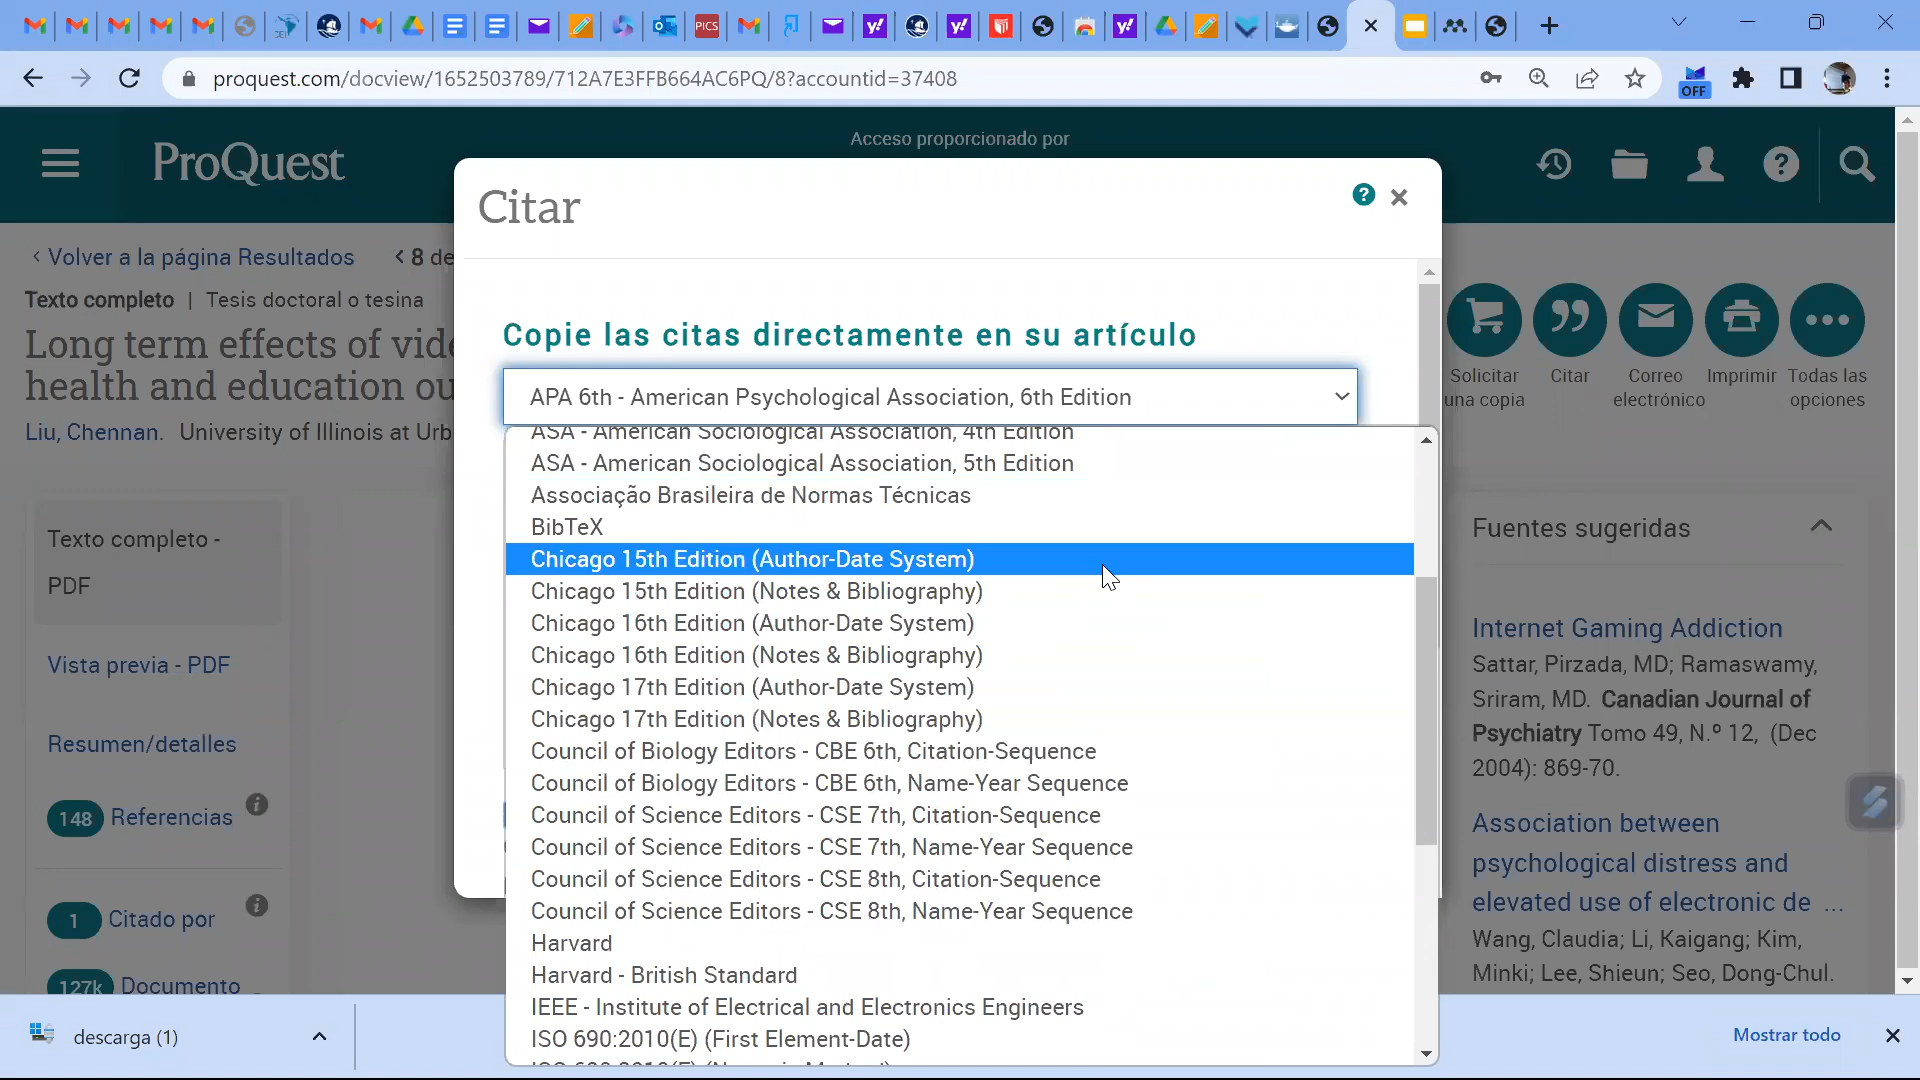 PICS
proquest.com/docview/1652503789/712A7E3FFB664AC6PQ/8?accountid=37408
OFF
ProQuest
Acceso proporcionado por
Citar
Volver a la página Resultados
8 de
Texto completo | Tesis doctoral o tesina
Long term effects of vide
health and education ou
Liu, Chennan. University of Illinois at Urb
Solicitar
una copia
Citar
Correo
electrónico
Imprimir
Todas las
opciones
Copie las citas directamente en su artículo
APA 6th - American Psychological Association, 6th Edition
ASA - American Sociological Association, 4th Edition
ASA - American Sociological Association, 5th Edition
Associação Brasileira de Normas Técnicas
BibTeX
Chicago 15th Edition (Author-Date System)
Chicago 15th Edition (Notes & Bibliography)
Chicago 16th Edition (Author-Date System)
Chicago 16th Edition (Notes & Bibliography)
Chicago 17th Edition (Author-Date System)
Chicago 17th Edition (Notes & Bibliography)
Council of Biology Editors - CBE 6th, Citation-Sequence
Council of Biology Editors - CBE 6th, Name-Year Sequence
Council of Science Editors - CSE 7th, Citation-Sequence
Council of Science Editors - CSE 7th, Name-Year Sequence
Council of Science Editors - CSE 8th, Citation-Sequence
Council of Science Editors - CSE 8th, Name-Year Sequence
Harvard
Harvard - British Standard
IEEE - Institute of Electrical and Electronics Engineers
ISO 690:2010(E) (First Element-Date)
Texto completo -
PDF
Vista previa - PDF
Resumen/detalles
148 Referencias
1 Citado por
127k Documento
Fuentes sugeridas
Internet Gaming Addiction
Sattar, Pirzada, MD; Ramaswamy,
Sriram, MD. Canadian Journal of
Psychiatry Tomo 49, N.º 12, (Dec
2004): 869-70.
Association between
psychological distress and
elevated use of electronic de ...
Wang, Claudia; Li, Kaigang; Kim,
Minki; Lee, Shieun; Seo, Dong-Chul.
descarga (1)
Mostrar todo